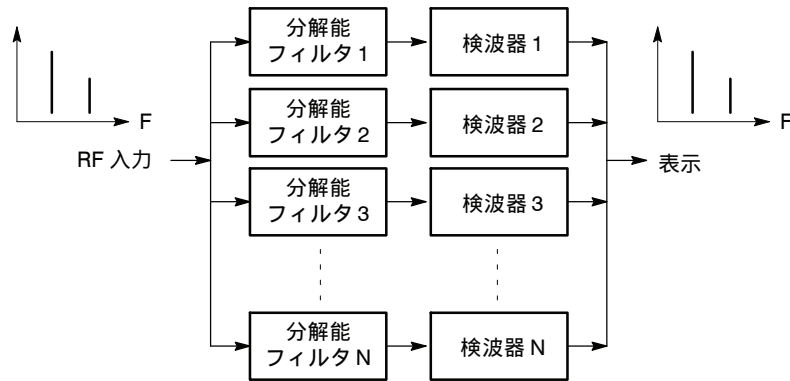 分解能
フィルタ 1
検波器 1
F
F
分解能
フィルタ 2
検波器 2
RF 入力
表示
分解能
フィルタ 3
検波器 3
分解能
フィルタ N
検波器 N